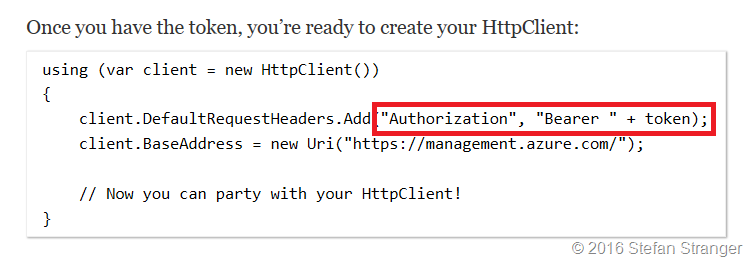 Once you have the token, you’re ready to create your HttpClient:
using (var client = new HttpClient())
{
    client.DefaultRequestHeaders.Add("Authorization", "Bearer " + token);
    client.BaseAddress = new Uri("https://management.azure.com/");

    // Now you can party with your HttpClient!
}
© 2016 Stefan Stranger